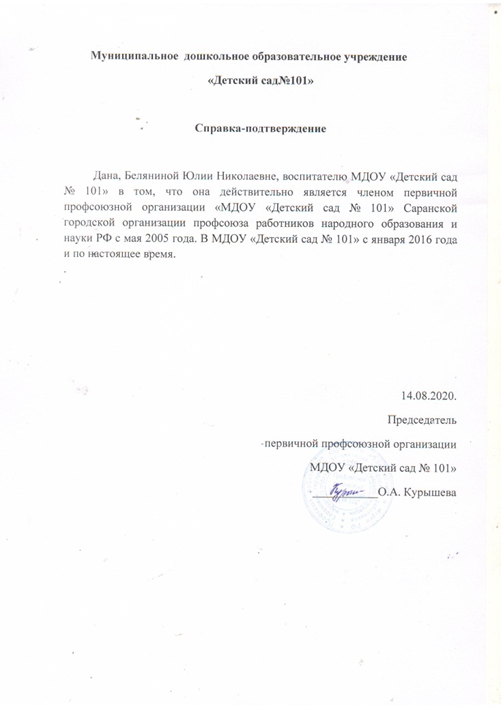 Муниципальное дошкольное образовательное учреждение
«Детский сад№101»
Справка-подтверждение
Дана, Беляниной Юлии Николаевне, воспитателю МДОУ «Детский сад
№ 101» в том, что она действительно является членом первичной
профсоюзной организации «МДОУ «Детский сад № 101» Саранской
городской организации профсоюза работников народного образования и
науки РФ с мая 2005 года. В МДОУ «Детский сад № 101» с января 2016 года
и по настоящее время.
14.08.2020.
Председатель
первичной профсоюзной организации
МДОУ «Детский сад № 101»
___________О.А. Курышева